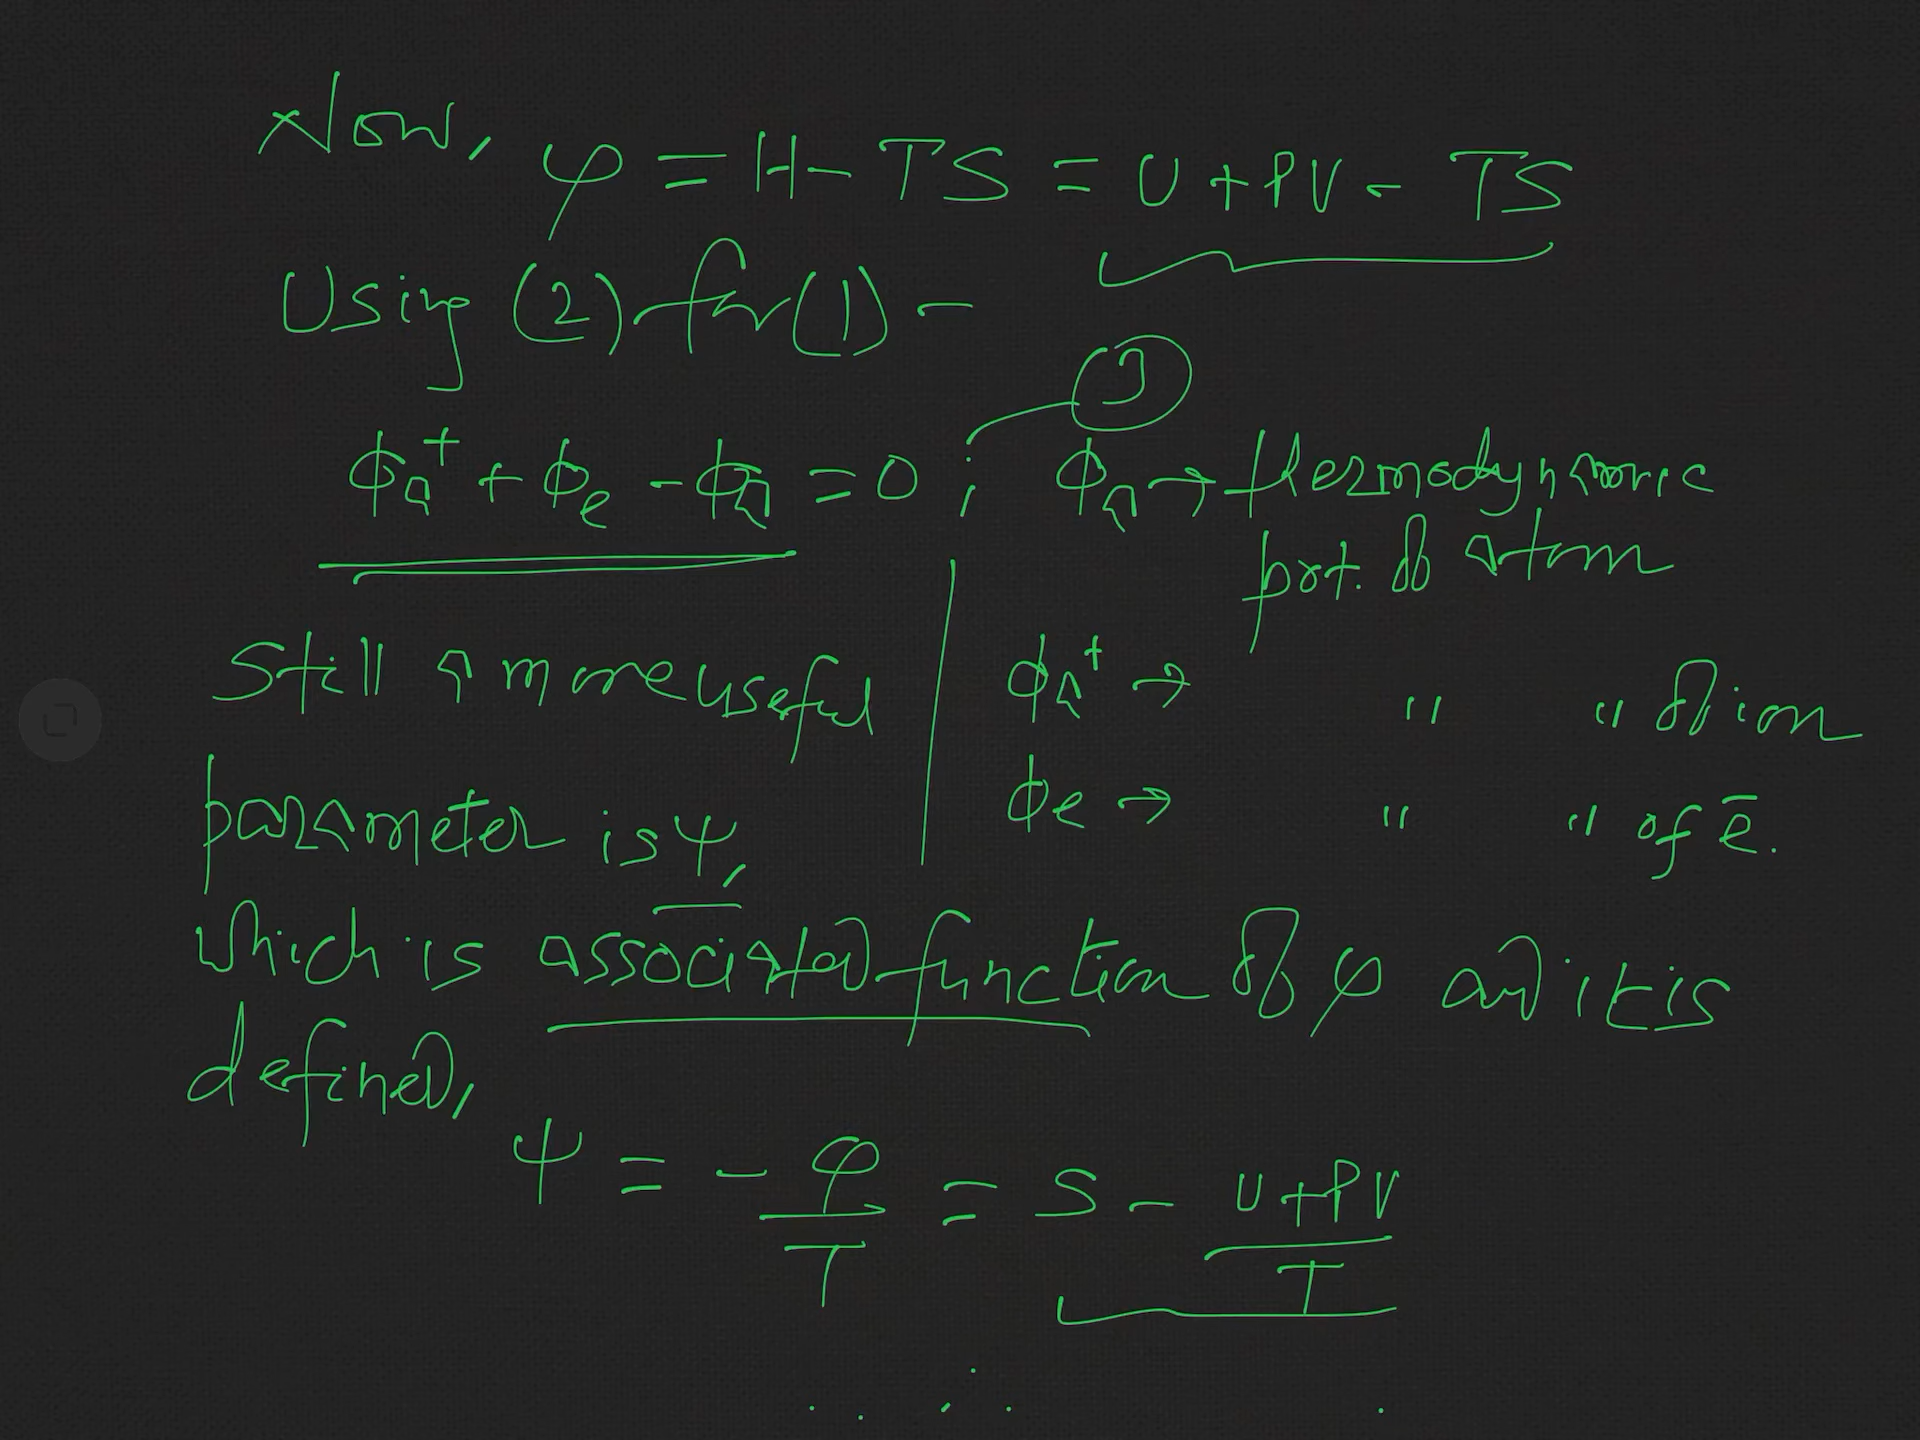 Now, φ = H - TS = U + PV - TS
Using (2) for (1) -
(3)
ϕa⁺ + ϕe - ϕa = 0 ; ϕa → thermodynamic
pot. of atom
Still a more useful
ϕa⁺ → " " of ion
parameter is ψ,
ϕe → " " of ē.
which is associated function of φ and it is
defined,
ψ = - φ/T = S - (U + PV)/T